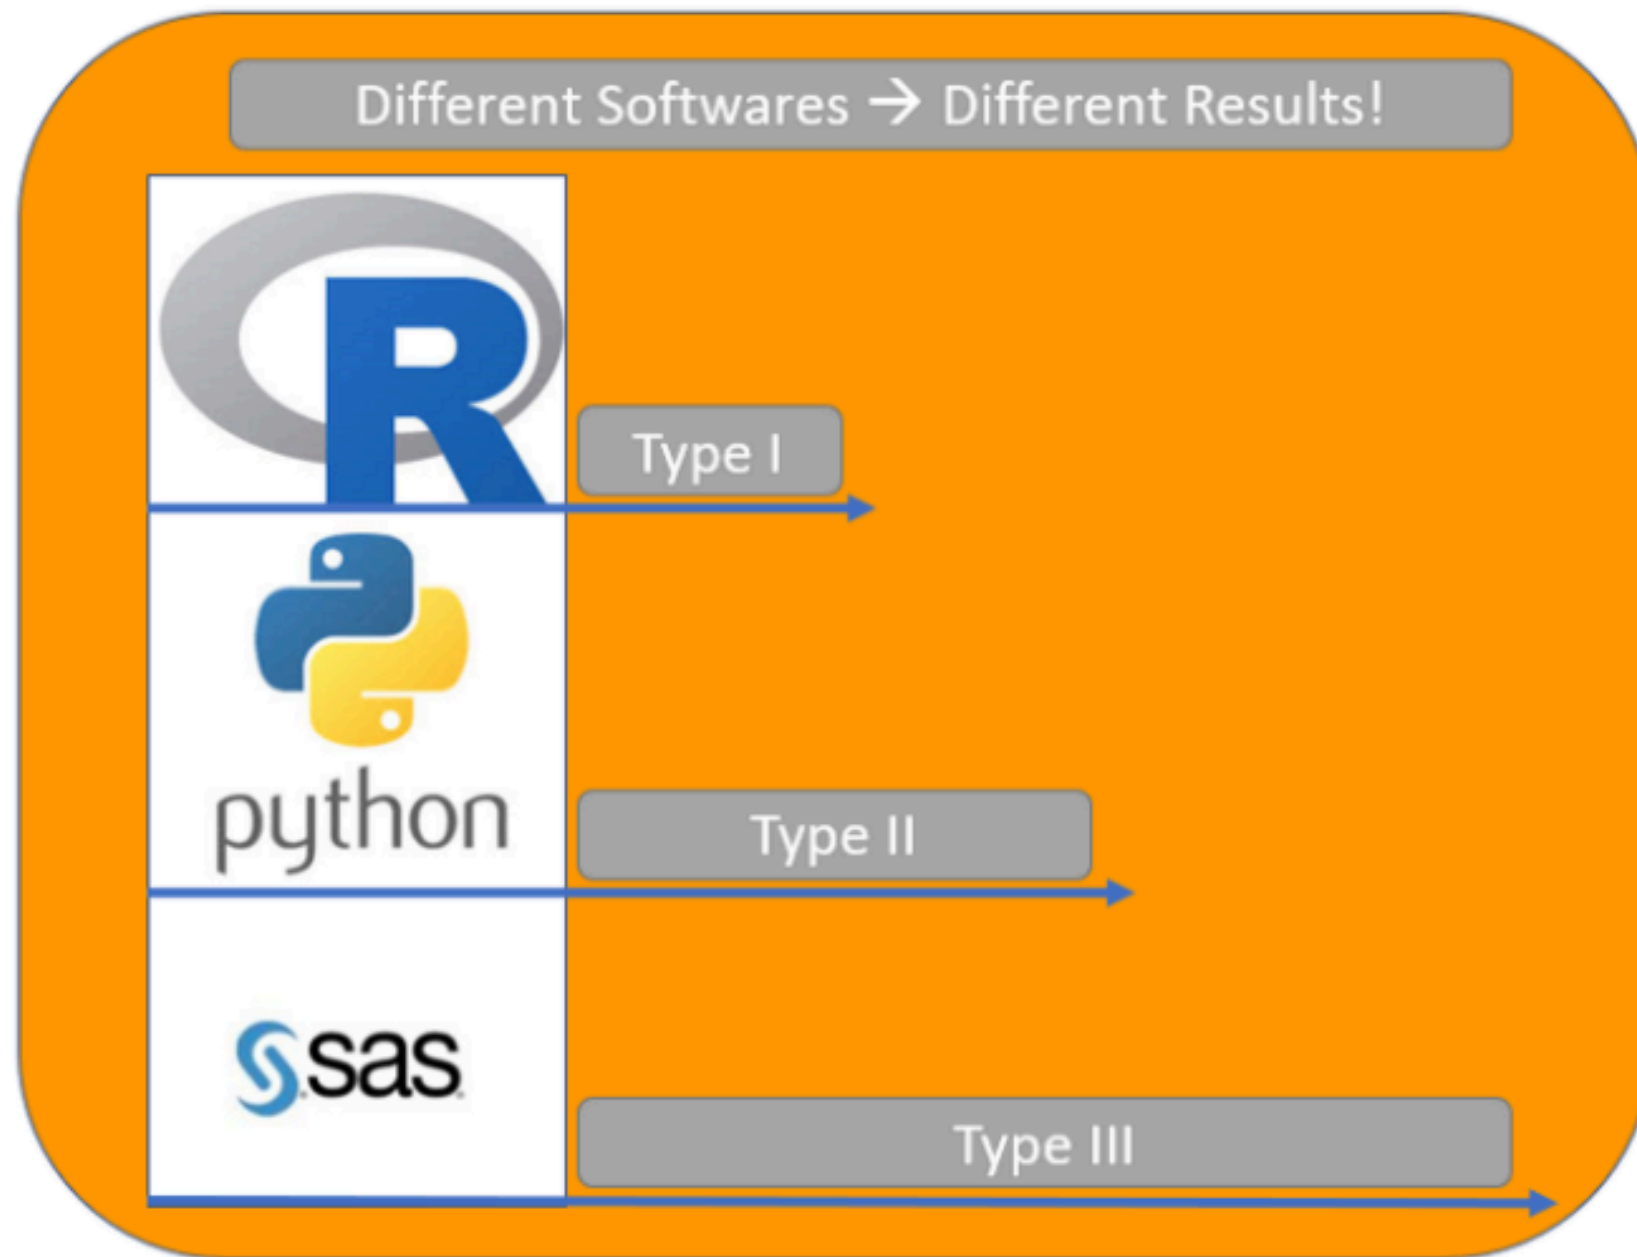 Different Softwares → Different Results!
R
Type I
python
Type II
sas
Type III